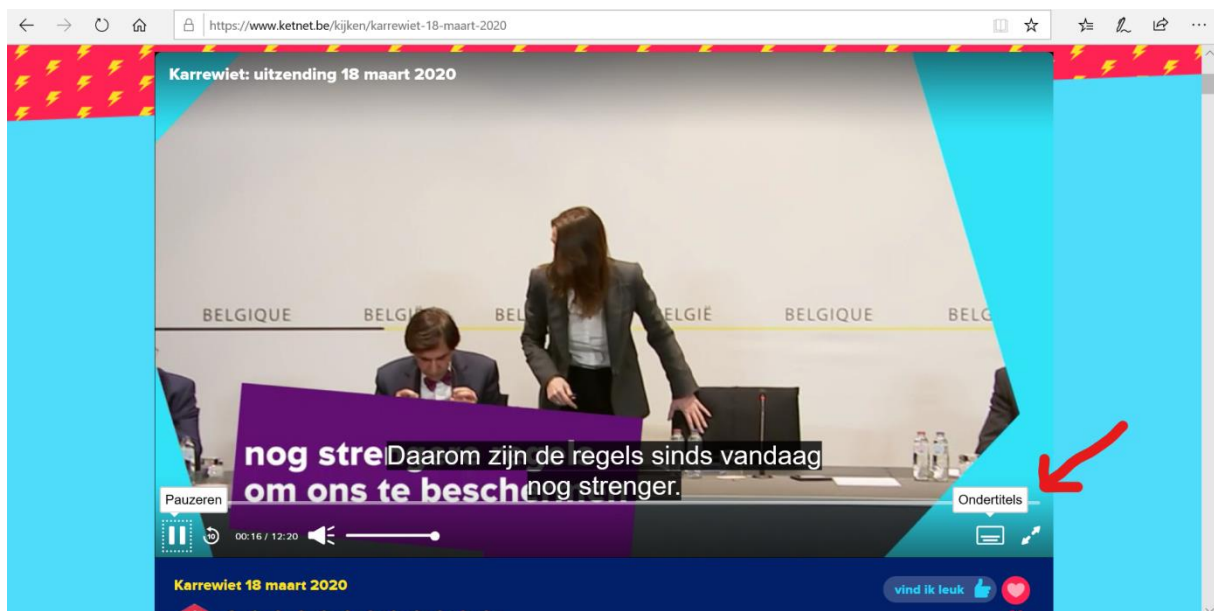 https://www.ketnet.be/kijken/karrewiet-18-maart-2020
Karrewiet: uitzending 18 maart 2020
BELGIQUE BELGI BEL ELGIË BELGIQUE BELG
nog stre
om ons te besche
Daarom zijn de regels sinds vandaag
nog strenger.
Pauzeren
Ondertitels
10
00:16 / 12:20
Karrewiet 18 maart 2020
vind ik leuk